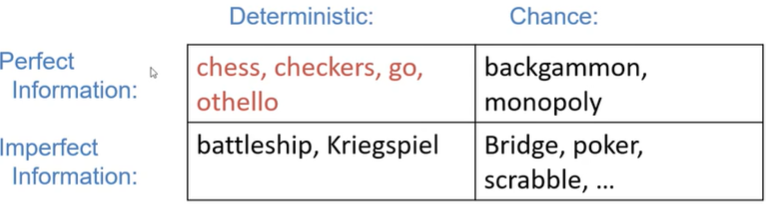 Deterministic: Chance:
Perfect
Information:
chess, checkers, go,
othello
backgammon,
monopoly
Imperfect
Information:
battleship, Kriegspiel
Bridge, poker,
scrabble, ...